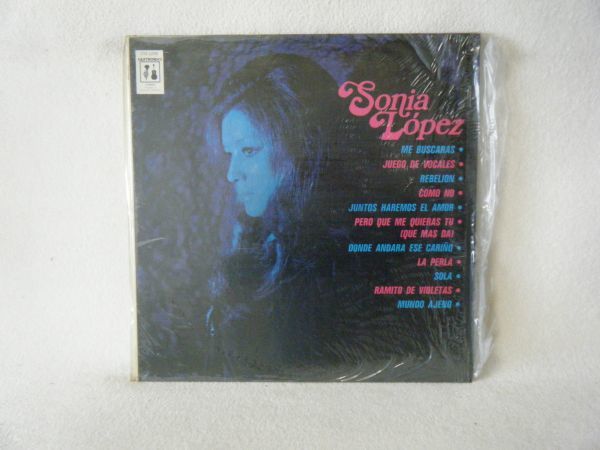 GASTRONOMICO
Sonia
López
ME BUSCARAS
JUEGO DE VOCALES
REBELION
COMO NO
JUNTOS HAREMOS EL AMOR
PERO QUE ME QUIERAS TU
(QUE MAS DA)
DONDE ANDARA ESE CARIÑO
LA PERLA
SOLA
RAMITO DE VIOLETAS
MUNDO AJENO